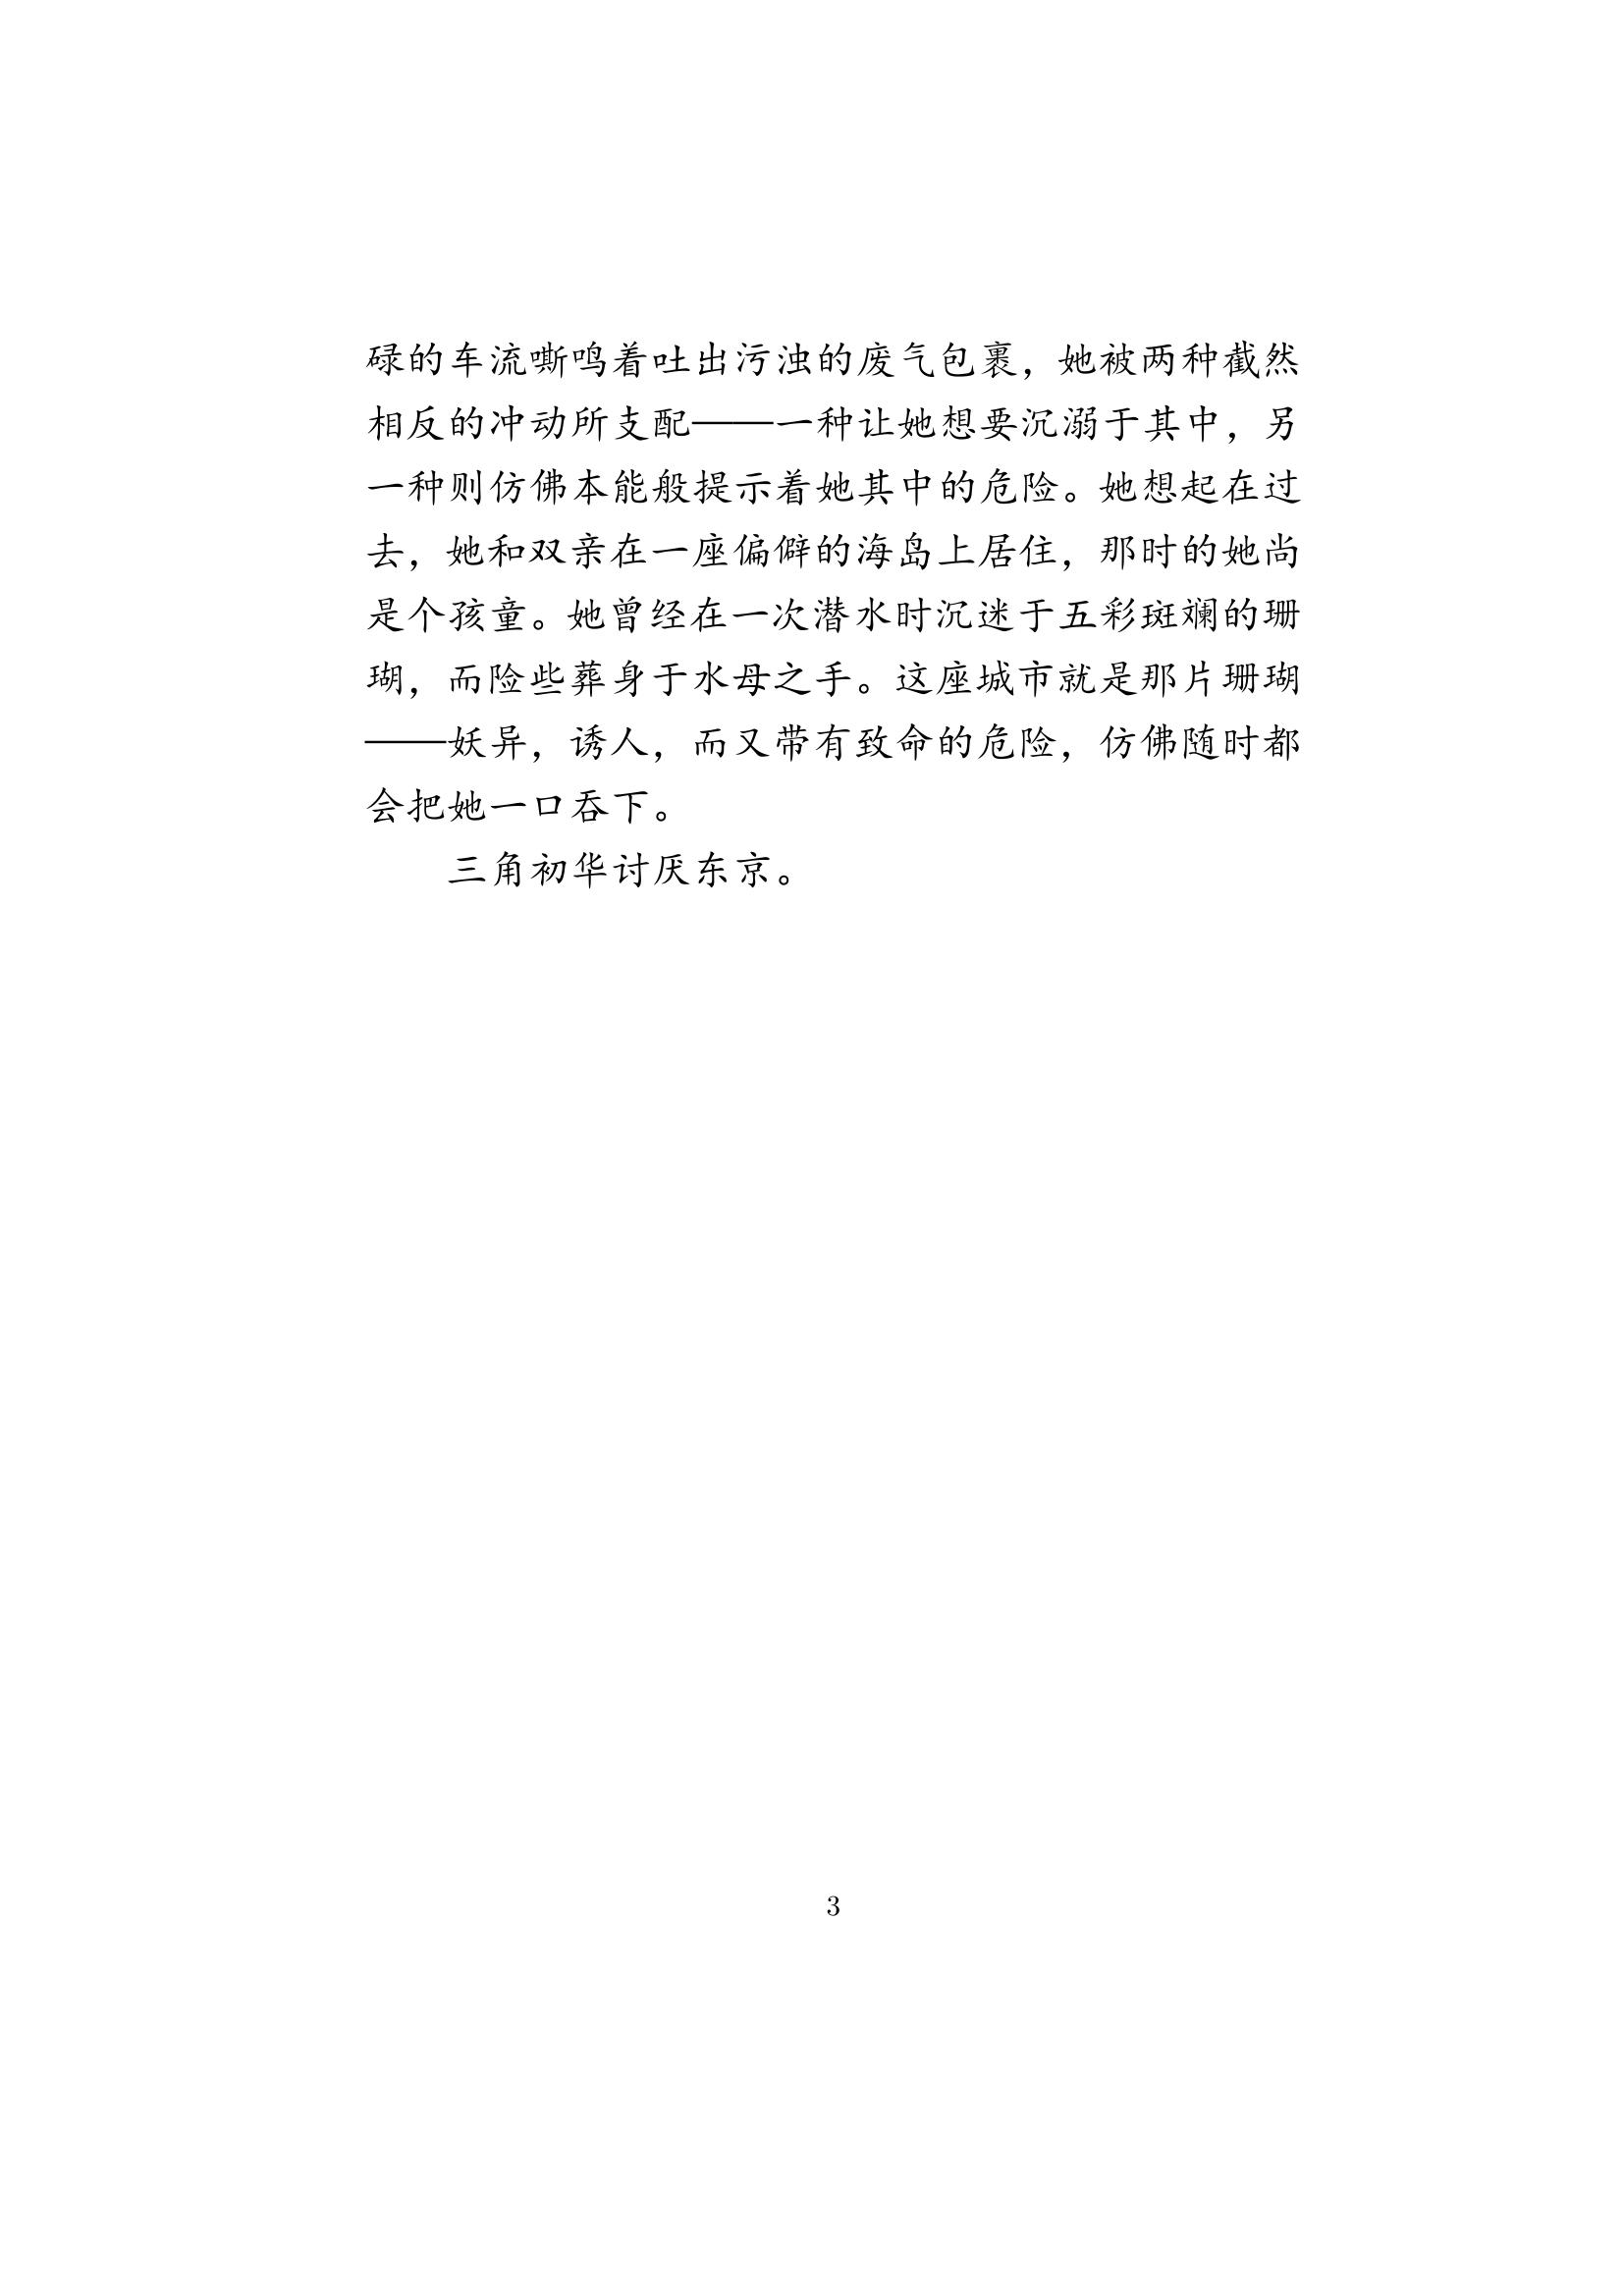 碌的车流嘶鸣着吐出污浊的废气包裹，她被两种截然
相反的冲动所支配——一种让她想要沉溺于其中，另
一种则仿佛本能般提示着她其中的危险。她想起在过
去，她和双亲在一座偏僻的海岛上居住，那时的她尚
是个孩童。她曾经在一次潜水时沉迷于五彩斑斓的珊
瑚，而险些葬身于水母之手。这座城市就是那片珊瑚
——妖异，诱人，而又带有致命的危险，仿佛随时都
会把她一口吞下。
三角初华讨厌东京。
3